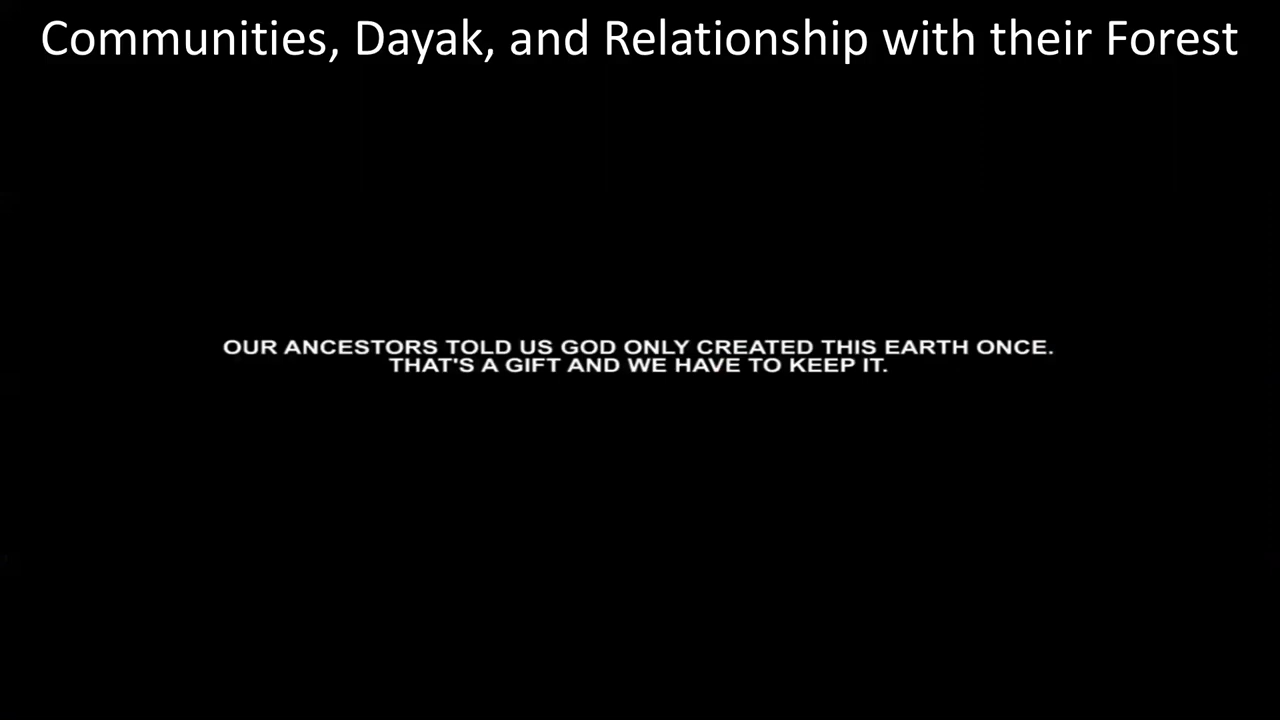 Communities, Dayak, and Relationship with their Forest
OUR ANCESTORS TOLD US GOD ONLY CREATED THIS EARTH ONCE.
THAT'S A GIFT AND WE HAVE TO KEEP IT.